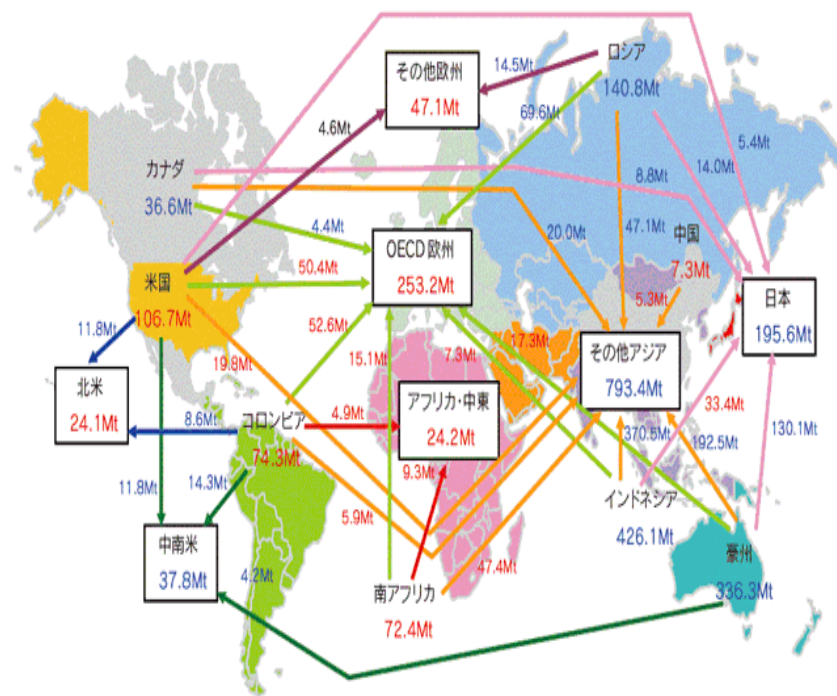 ロシア
140.8Mt
その他欧州
47.1Mt
14.5Mt
69.6Mt
4.6Mt
5.4Mt
14.0Mt
8.8Mt
カナダ
36.6Mt
4.4Mt
20.0Mt
47.1Mt
中国
7.3Mt
5.3Mt
OECD欧州
253.2Mt
50.4Mt
米国
106.7Mt
日本
195.6Mt
11.8Mt
52.6Mt
15.1Mt
7.3Mt
17.3Mt
その他アジア
793.4Mt
19.8Mt
北米
24.1Mt
アフリカ・中東
24.2Mt
8.6Mt
コロンビア
74.3Mt
4.9Mt
33.4Mt
370.5Mt
192.5Mt
130.1Mt
9.3Mt
11.8Mt
14.3Mt
5.9Mt
インドネシア
426.1Mt
中南米
37.8Mt
4.2Mt
47.4Mt
豪州
336.3Mt
南アフリカ
72.4Mt